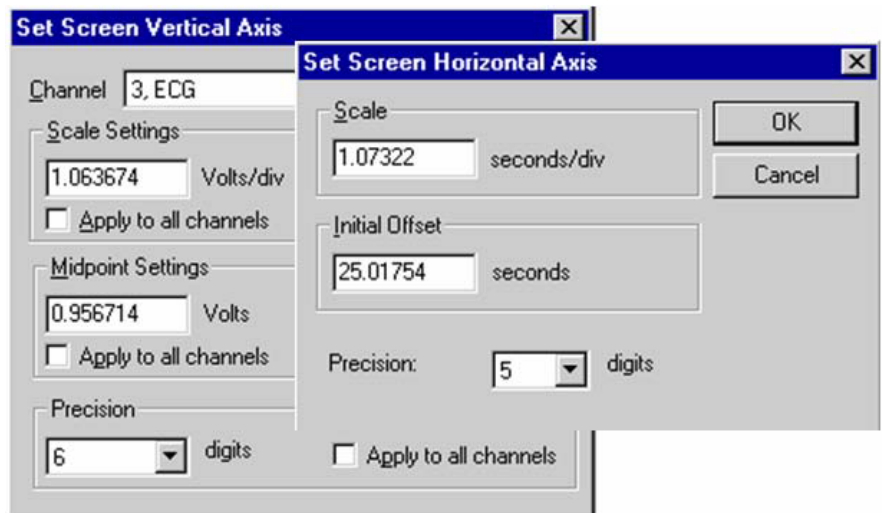 Set Screen Vertical Axis
Channel 3, ECG
Scale Settings
1.063674 Volts/div
Apply to all channels
Midpoint Settings
0.956714 Volts
Apply to all channels
Precision
6 digits
Apply to all channels
Set Screen Horizontal Axis
Scale
1.07322 seconds/div
OK
Cancel
Initial Offset
25.01754 seconds
Precision: 5 digits